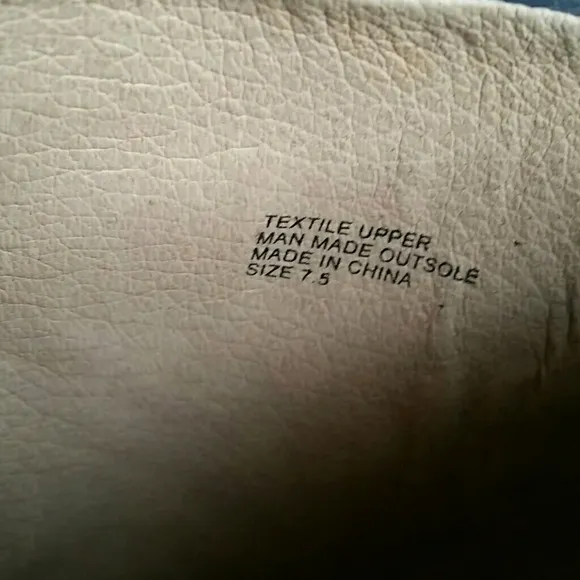 TEXTILE UPPER
MAN MADE OUTSOLE
MADE IN CHINA
SIZE 7.5